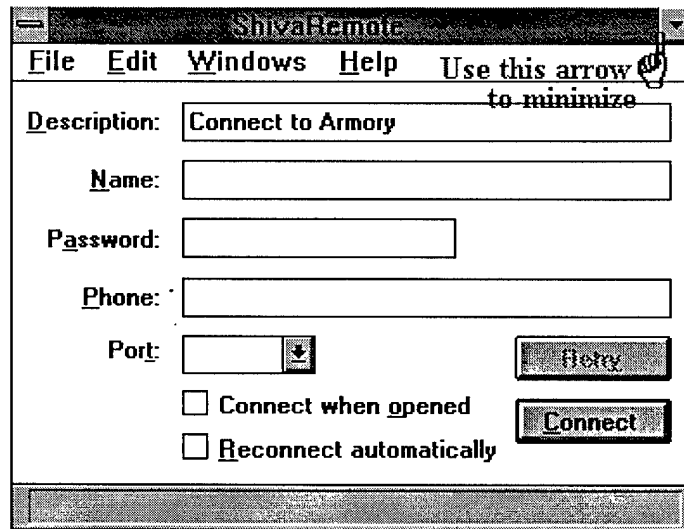 ShivaRemote
File Edit Windows Help
Use this arrow
to minimize
Description: Connect to Armory
Name:
Password:
Phone:
Port:
Retry
Connect when opened
Connect
Reconnect automatically